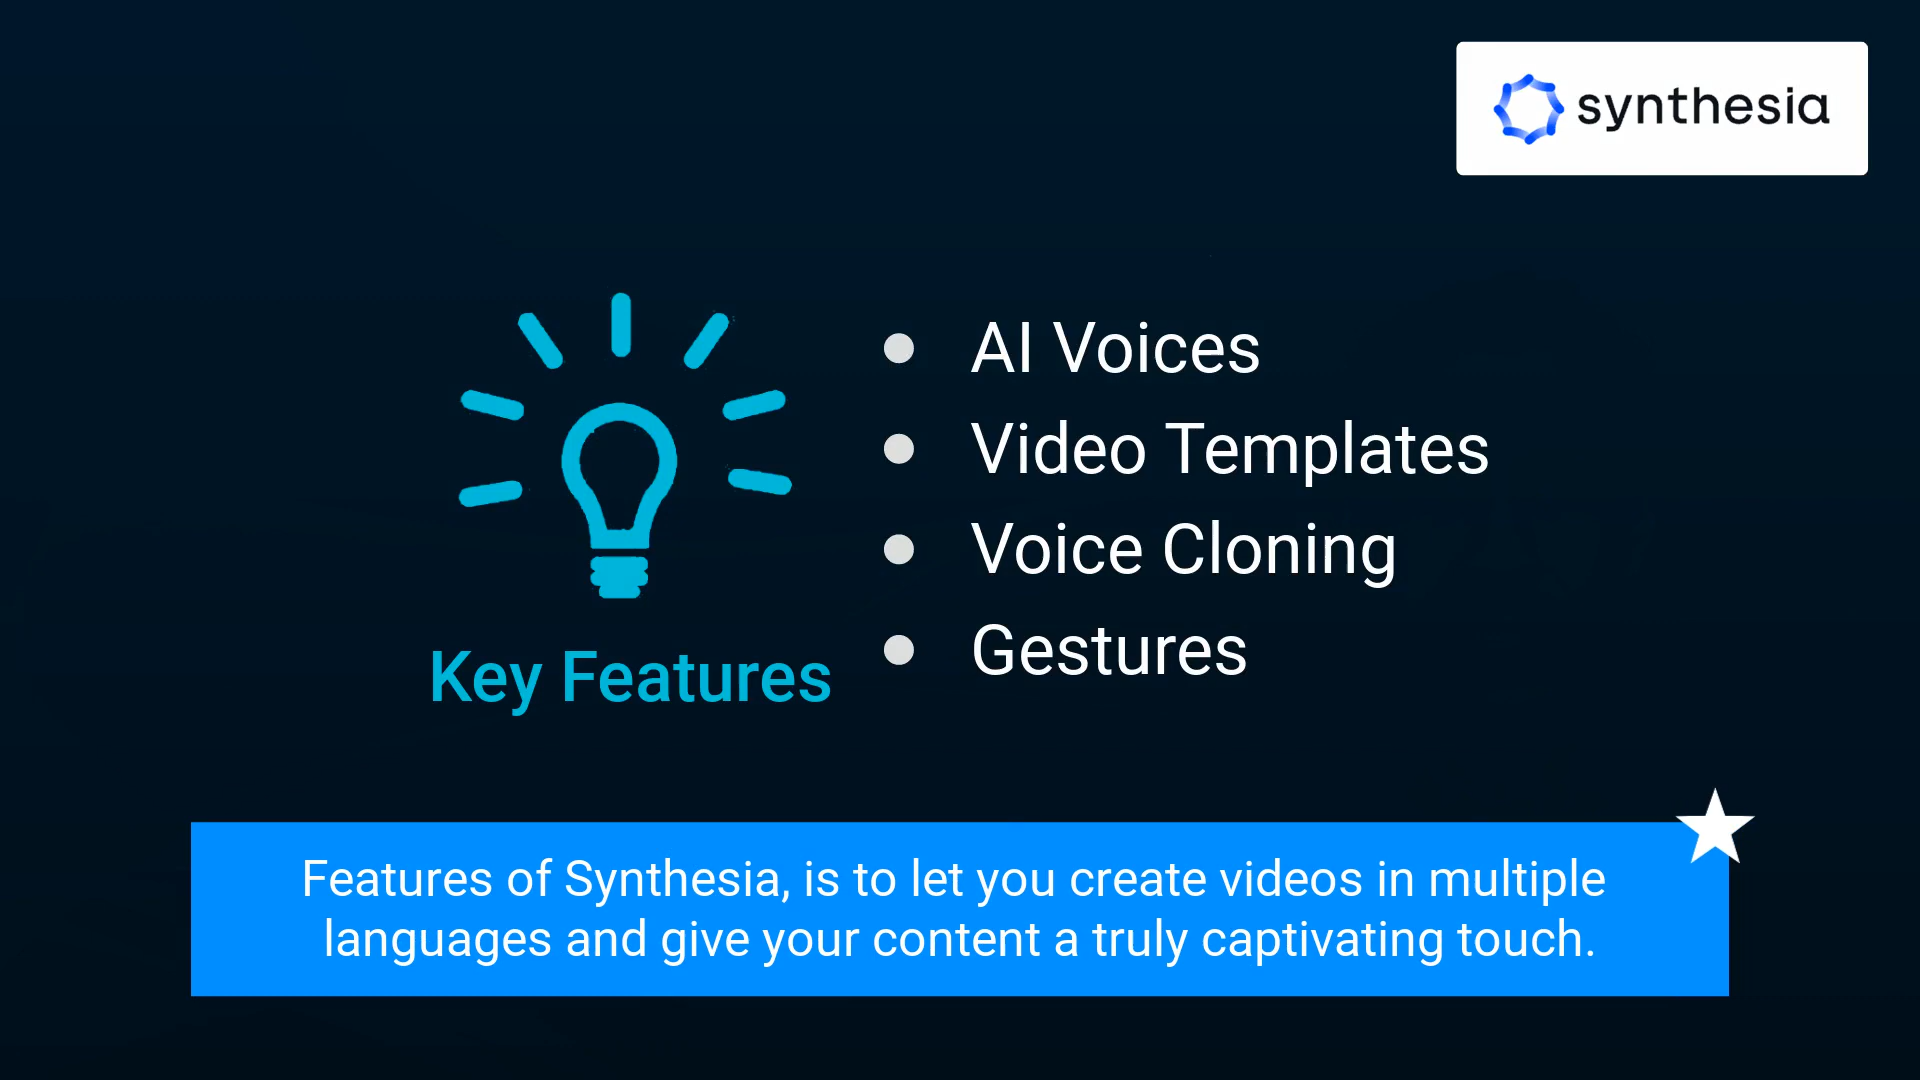 synthesia
AI Voices
Video Templates
Voice Cloning
Gestures
Key Features
Features of Synthesia, is to let you create videos in multiple
languages and give your content a truly captivating touch.